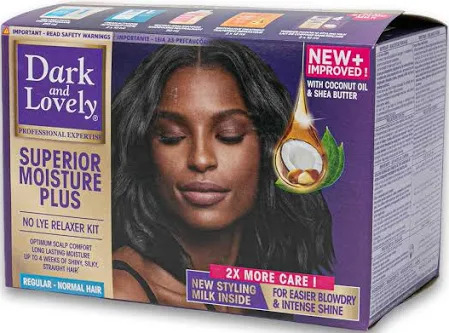 IMPORTANT - READ SAFETY WARNINGS
Dark
and
Lovely®
PROFESSIONAL EXPERTISE
SUPERIOR
MOISTURE
PLUS
NO LYE RELAXER KIT
OPTIMUM SCALP COMFORT
LONG LASTING MOISTURE
UP TO 4 WEEKS OF SHINY, SILKY,
STRAIGHT HAIR
REGULAR - NORMAL HAIR
NEW+
IMPROVED!
WITH COCONUT OIL
& SHEA BUTTER
2X MORE CARE!
NEW STYLING
MILK INSIDE
FOR EASIER BLOWDRY
& INTENSE SHINE